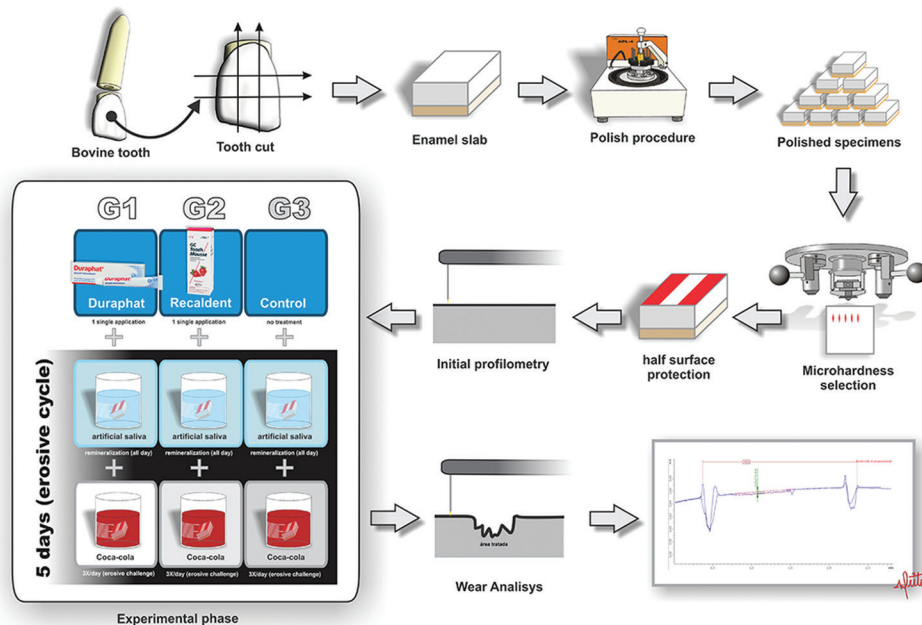 Bovine tooth
Tooth cut
Enamel slab
Polish procedure
Polished specimens
Microhardness
selection
half surface
protection
Initial profilometry
G1 G2 G3
Duraphat
GC
Tooth
Mousse
Duraphat Recaldent Control
1 single application 1 single application no treatment
+ + +
5 days (erosive cycle)
artificial saliva artificial saliva artificial saliva
remineralization (all day) remineralization (all day) remineralization (all day)
+ + +
Coca-cola Coca-cola Coca-cola
3X/day (erosive challenge) 3X/day (erosive challenge) 3X/day (erosive challenge)
Experimental phase
área tratada
Wear Analisys